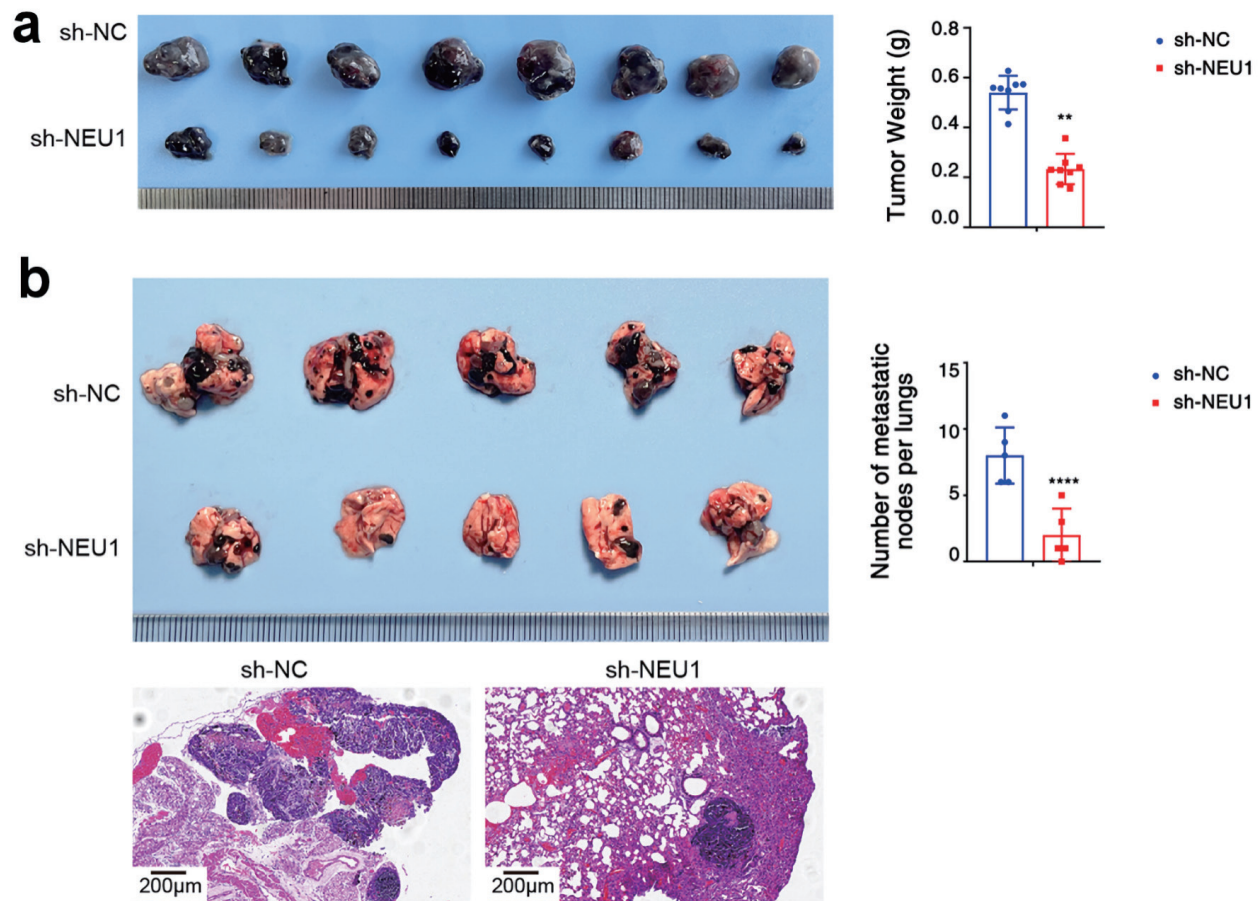 a
sh-NC
sh-NEU1
Tumor Weight (g)
0.8
0.6
0.4
0.2
0.0
**
sh-NC
sh-NEU1
b
sh-NC
sh-NEU1
Number of metastatic
nodes per lungs
15
10
5
0
****
sh-NC
sh-NEU1
sh-NC
sh-NEU1
200μm
200μm